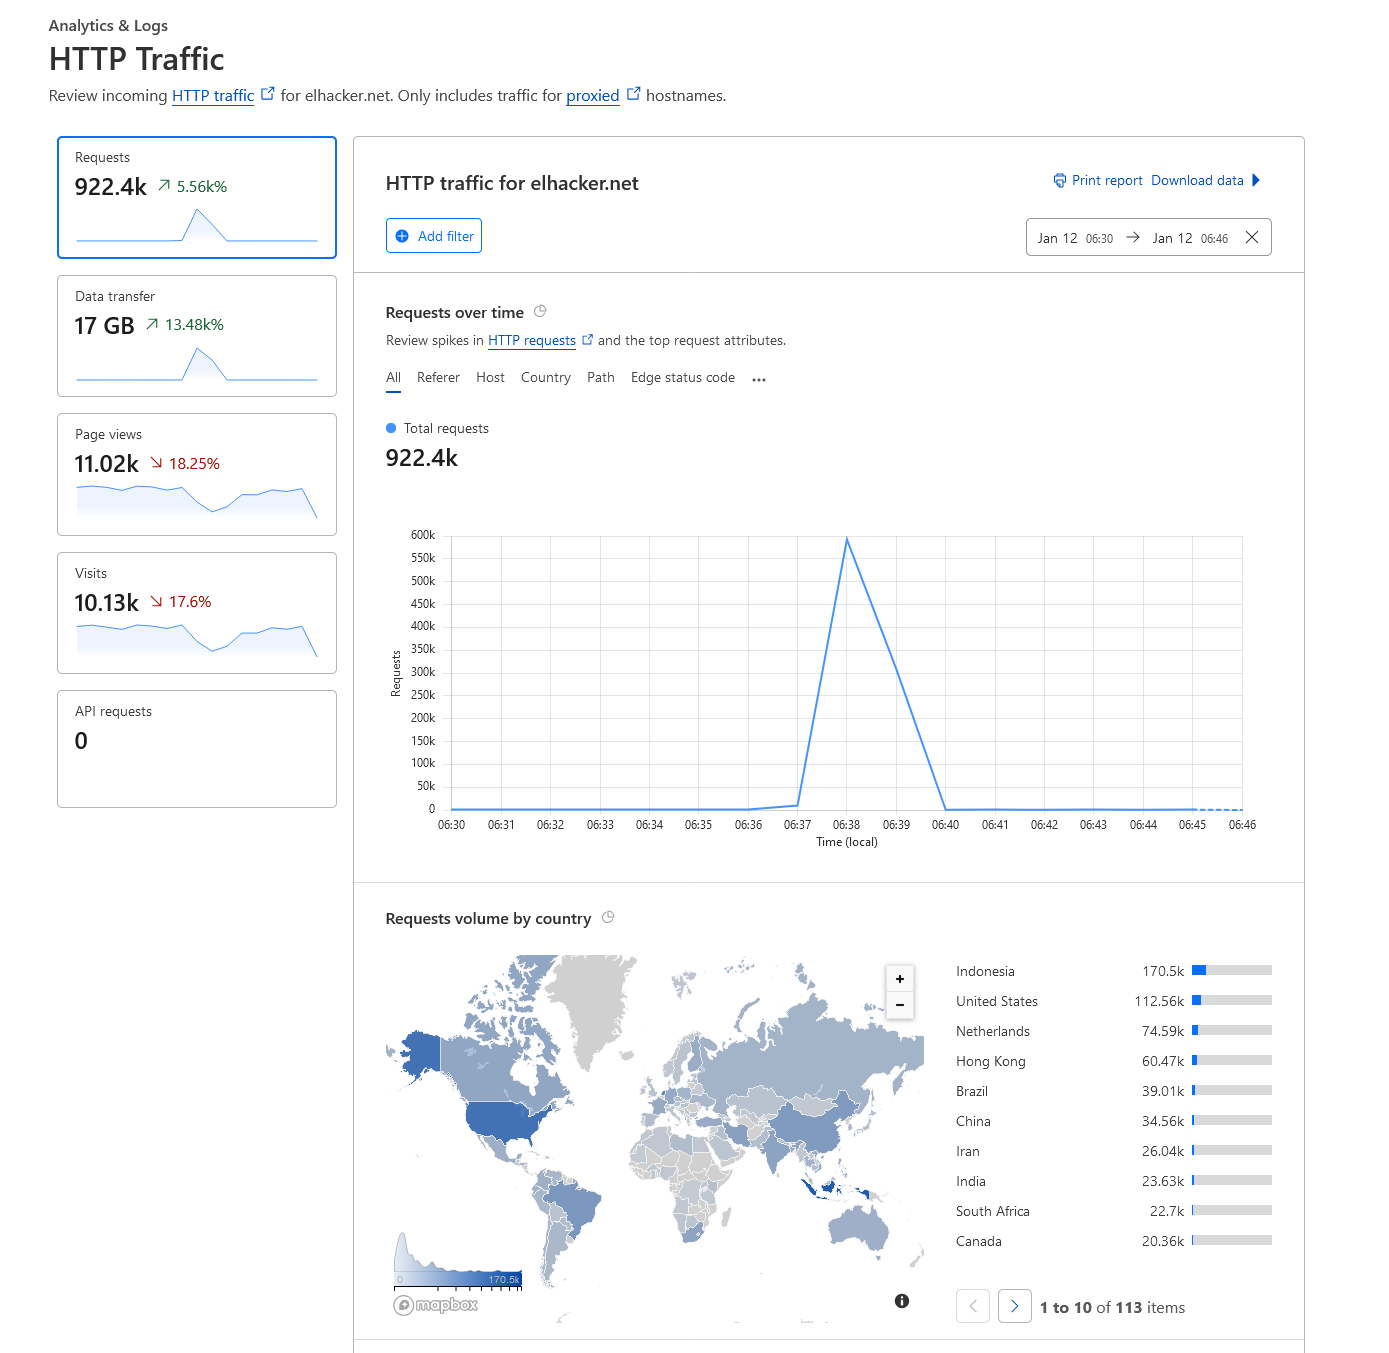 Analytics & Logs
HTTP Traffic
Review incoming HTTP traffic for elhacker.net. Only includes traffic for proxied hostnames.
Requests
922.4k 5.56k%
Data transfer
17 GB 13.48k%
Page views
11.02k 18.25%
Visits
10.13k 17.6%
API requests
0
HTTP traffic for elhacker.net
Print report Download data
Add filter
Jan 12 06:30 → Jan 12 06:46
Requests over time
Review spikes in HTTP requests and the top request attributes.
All Referer Host Country Path Edge status code ...
Total requests
922.4k
600k
550k
500k
450k
400k
350k
300k
250k
200k
150k
100k
50k
0
Requests
06:30 06:31 06:32 06:33 06:34 06:35 06:36 06:37 06:38 06:39 06:40 06:41 06:42 06:43 06:44 06:45 06:46
Time (local)
Requests volume by country
+
−
0 170.5k
mapbox
Indonesia 170.5k
United States 112.56k
Netherlands 74.59k
Hong Kong 60.47k
Brazil 39.01k
China 34.56k
Iran 26.04k
India 23.63k
South Africa 22.7k
Canada 20.36k
1 to 10 of 113 items